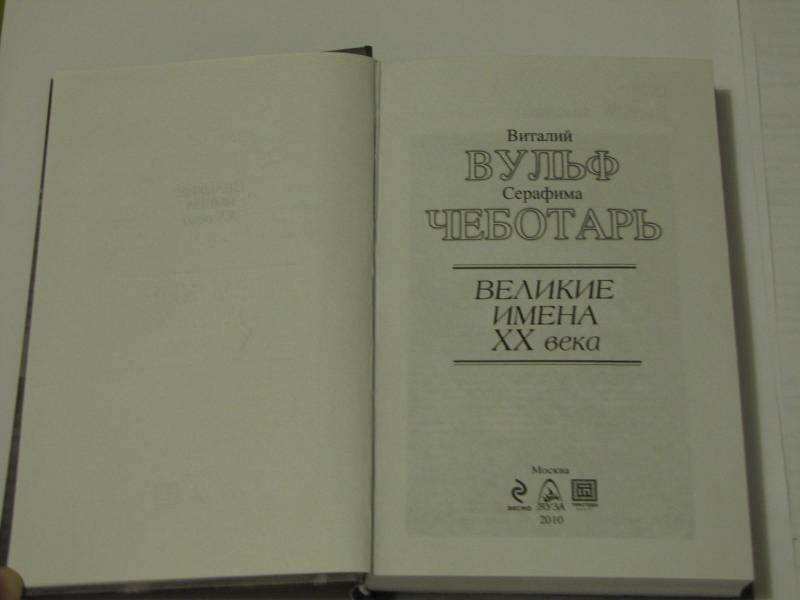 Виталий
ВУЛЬФ
Серафима
ЧЕБОТАРЬ
ВЕЛИКИЕ
ИМЕНА
XX века
Москва
ЭКСМО ЯУЗА
2010